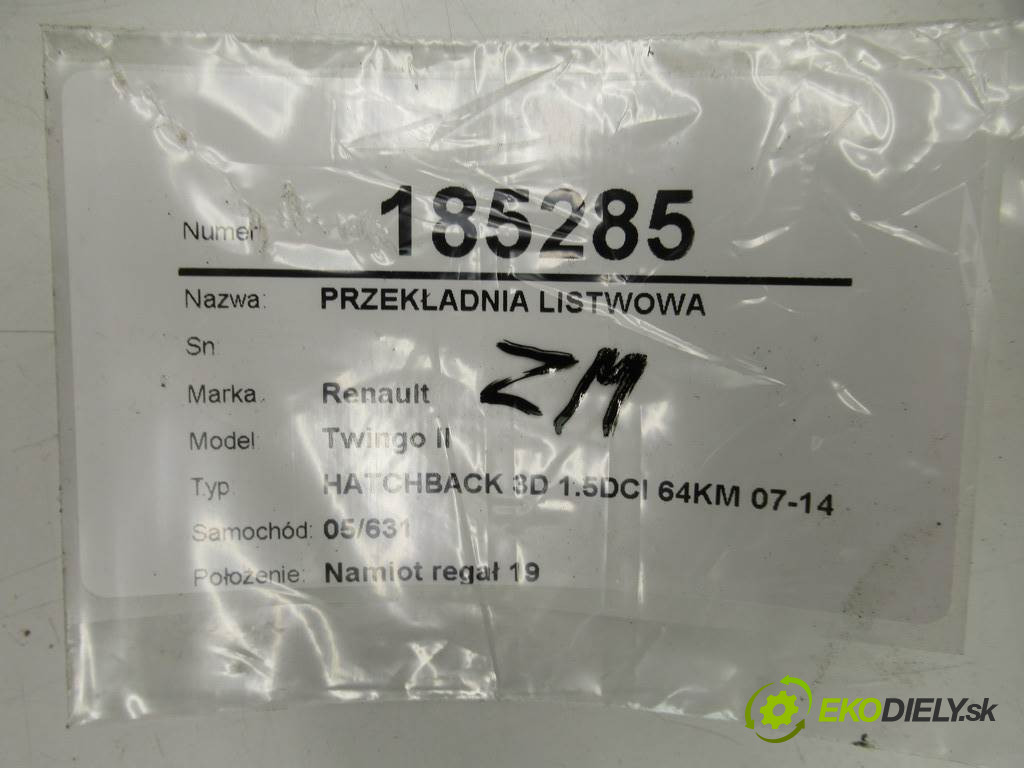 Numer 185285
Nazwa: PRZEKŁADNIA LISTWOWA
Sn
ZM
Marka: Renault
Model: Twingo II
Typ HATCHBACK 3D 1.5DCI 64KM 07-14
Samochód: 05/631
Położenie: Namiot regał 19
EKODIELY.sk